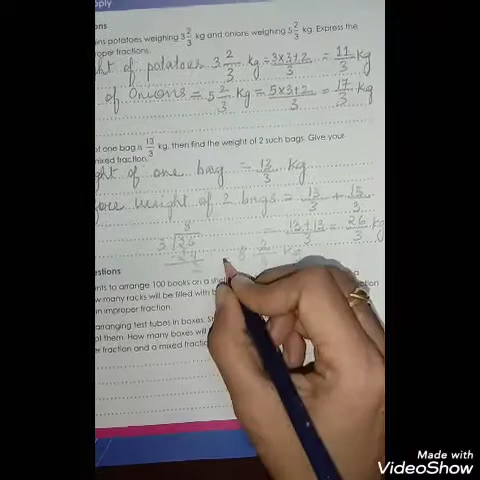 pply
ons
ins potatoes weighing 3 2/3 kg and onions weighing 5 2/3 kg. Express the
roper fractions.
ht of potatoes 3 2/3 kg = 3×3+2/3 = 11/3 kg
of Onions = 5 2/3 kg = 5×3+2/3 = 17/3 kg
of one bag is 13/3 kg, then find the weight of 2 such bags. Give your
mixed fraction.
ght of one bag = 13/3 kg
fore weight of 2 bags = 13/3 + 13/3
= 13+13/3 = 26/3 kg
8
3 26
24
2
8 2/3 kg
estions
nts to arrange 100 books on a
how many racks will be filled with
in improper fraction.
arranging test tubes in boxes.
of them. How many boxes will
er fraction and a mixed
Made with
VideoShow